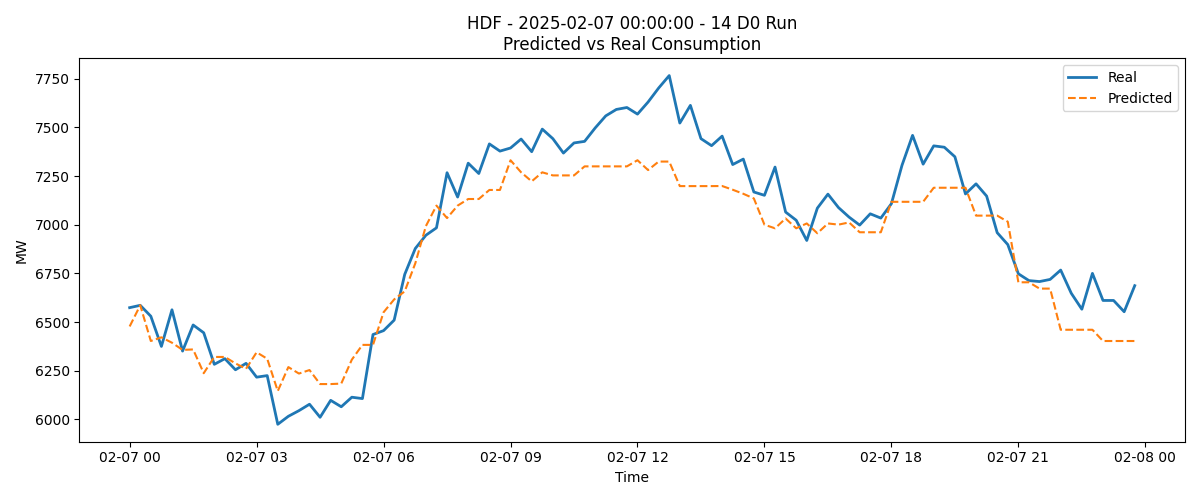 HDF - 2025-02-07 00:00:00 - 14 D0 Run
Predicted vs Real Consumption
Real
Predicted
MW
7750
7500
7250
7000
6750
6500
6250
6000
02-07 00
02-07 03
02-07 06
02-07 09
02-07 12
02-07 15
02-07 18
02-07 21
02-08 00
Time